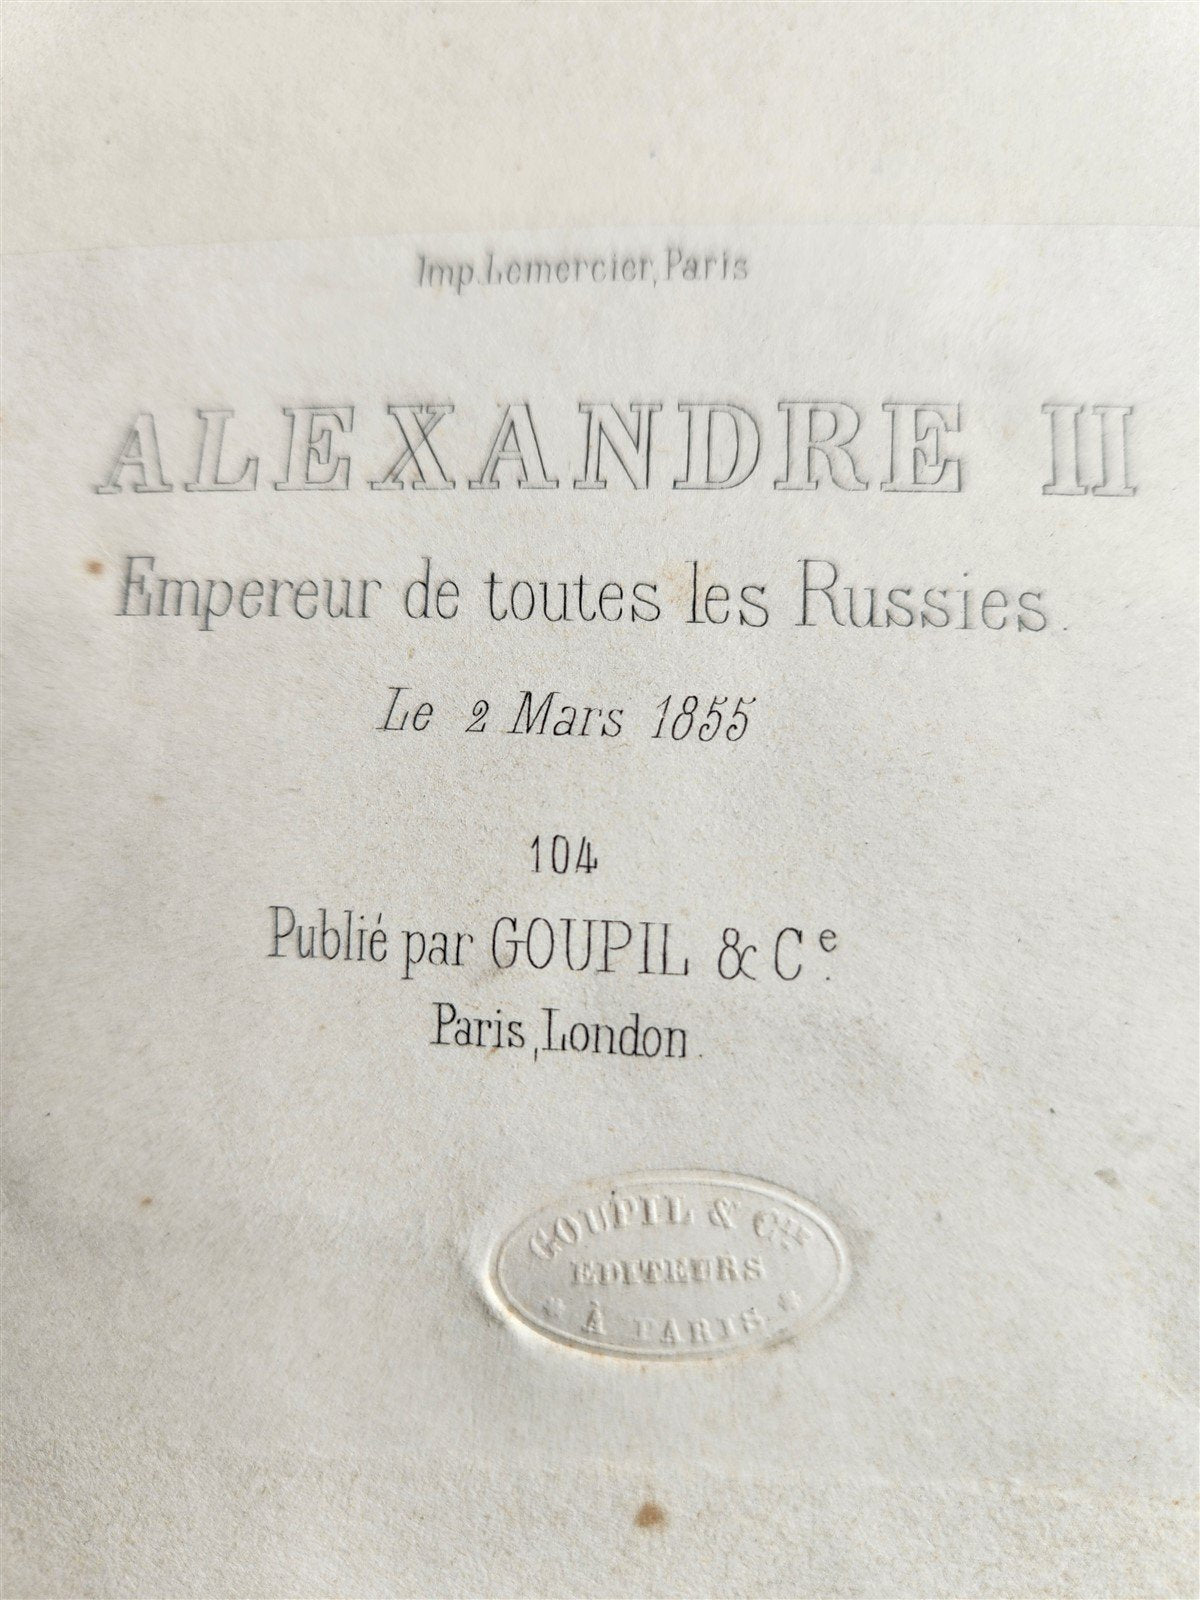 Imp. Lemercier, Paris
ALEXANDRE II
Empereur de toutes les Russies.
Le 2 Mars 1855
104
Publié par GOUPIL & Cᵉ.
Paris, London.
GOUPIL & Cⁱᵉ
EDITEURS
À PARIS